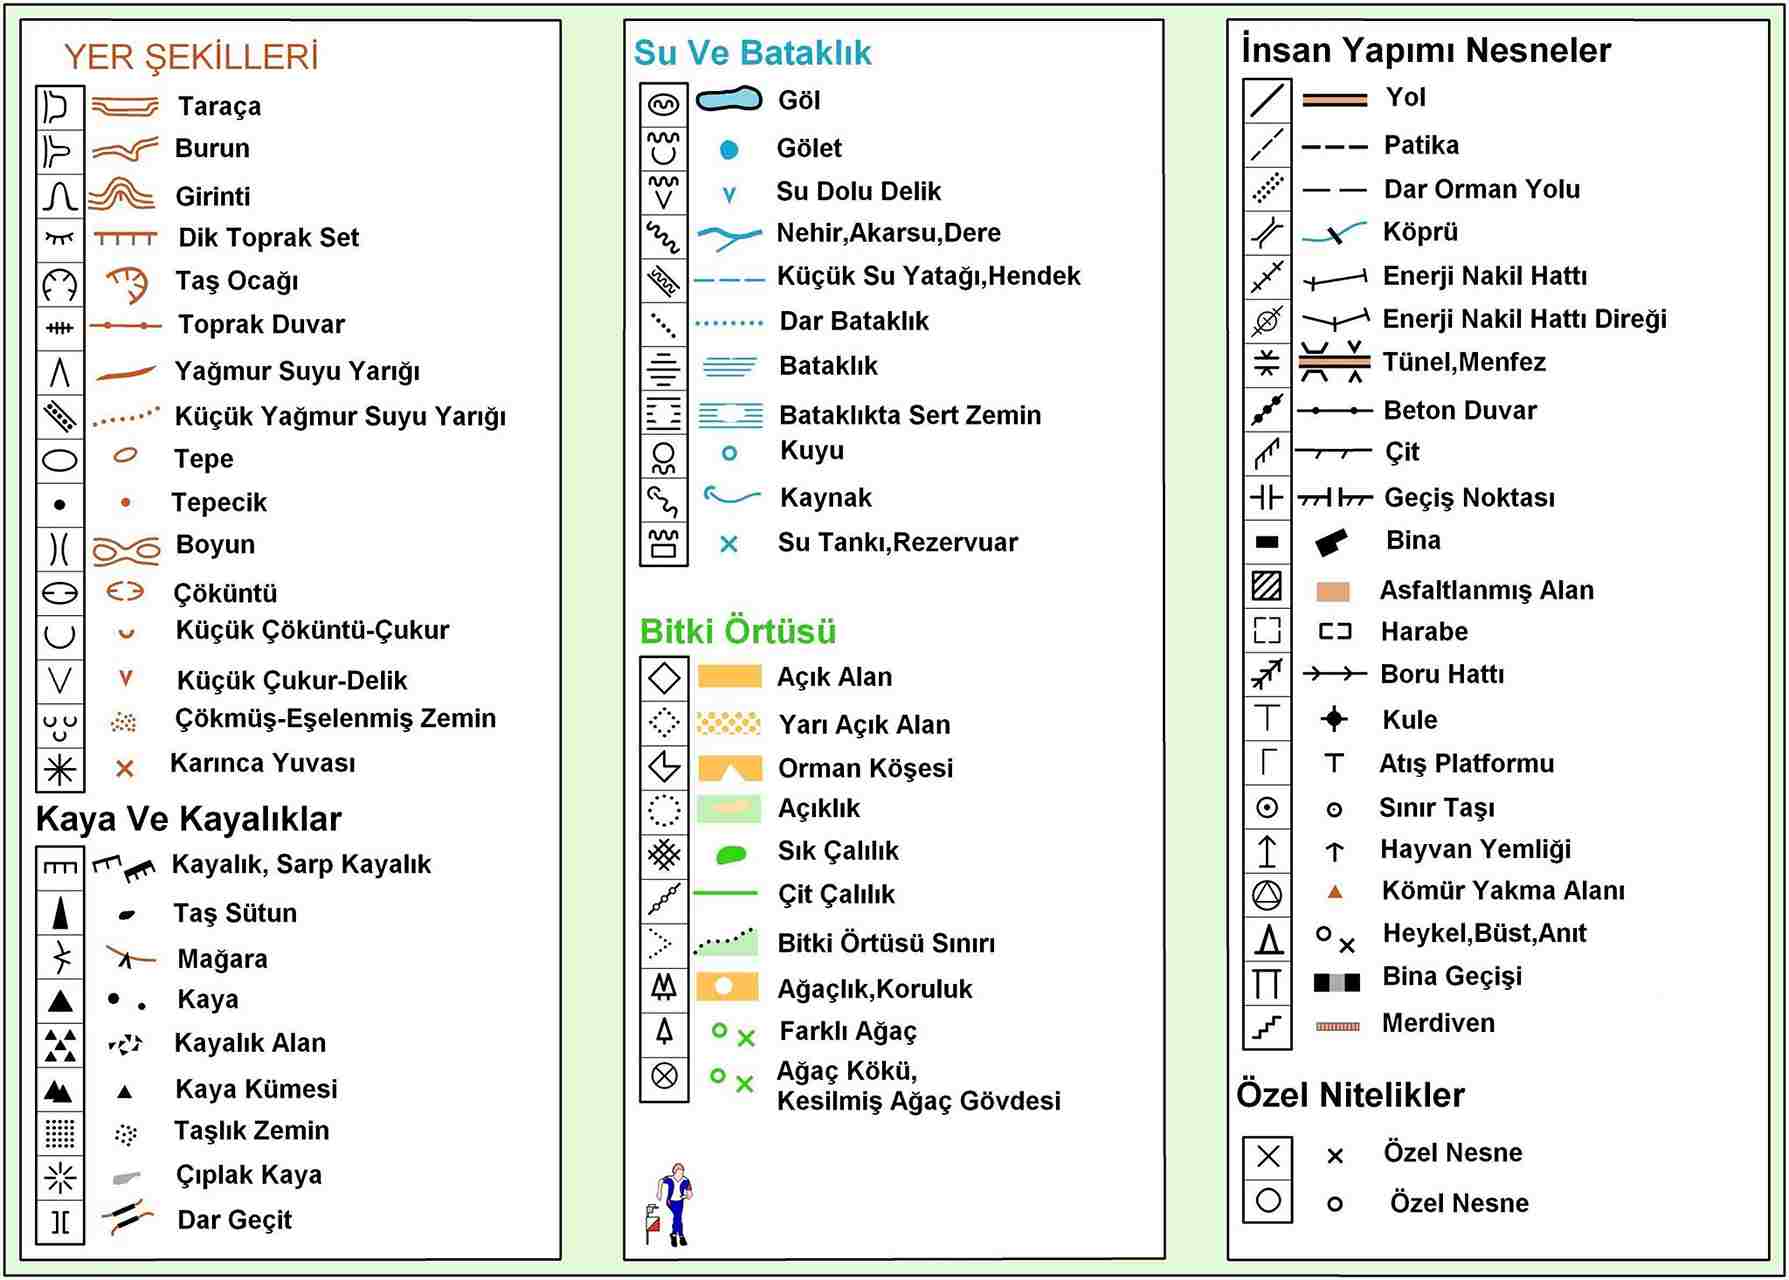 YER ŞEKİLLERİ
Taraça
Burun
Girinti
Dik Toprak Set
Taş Ocağı
Toprak Duvar
Yağmur Suyu Yarığı
Küçük Yağmur Suyu Yarığı
Tepe
Tepecik
Boyun
Çöküntü
Küçük Çöküntü-Çukur
Küçük Çukur-Delik
Çökmüş-Eşelenmiş Zemin
Karınca Yuvası
Kaya Ve Kayalıklar
Kayalık, Sarp Kayalık
Taş Sütun
Mağara
Kaya
Kayalık Alan
Kaya Kümesi
Taşlık Zemin
Çıplak Kaya
Dar Geçit
Su Ve Bataklık
Göl
Gölet
Su Dolu Delik
Nehir,Akarsu,Dere
Küçük Su Yatağı,Hendek
Dar Bataklık
Bataklık
Bataklıkta Sert Zemin
Kuyu
Kaynak
Su Tankı,Rezervuar
Bitki Örtüsü
Açık Alan
Yarı Açık Alan
Orman Köşesi
Açıklık
Sık Çalılık
Çit Çalılık
Bitki Örtüsü Sınırı
Ağaçlık,Koruluk
Farklı Ağaç
Ağaç Kökü,
Kesilmiş Ağaç Gövdesi
İnsan Yapımı Nesneler
Yol
Patika
Dar Orman Yolu
Köprü
Enerji Nakil Hattı
Enerji Nakil Hattı Direği
Tünel,Menfez
Beton Duvar
Çit
Geçiş Noktası
Bina
Asfaltlanmış Alan
Harabe
Boru Hattı
Kule
Atış Platformu
Sınır Taşı
Hayvan Yemliği
Kömür Yakma Alanı
Heykel,Büst,Anıt
Bina Geçişi
Merdiven
Özel Nitelikler
Özel Nesne
Özel Nesne